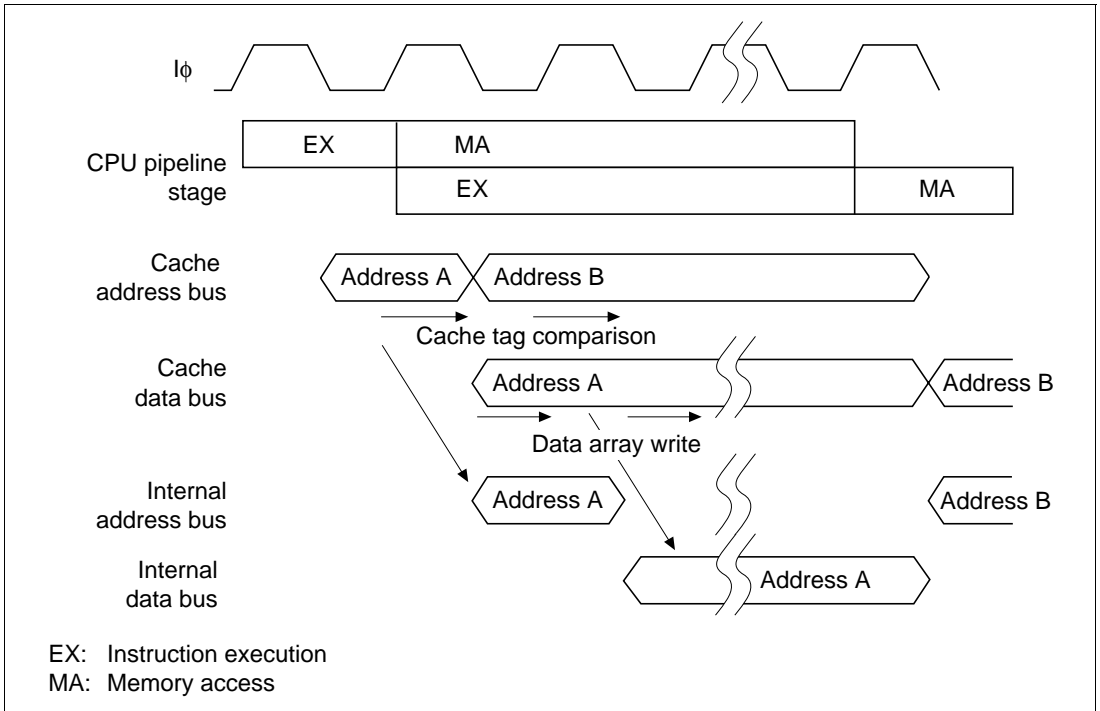 Iϕ
EX MA
CPU pipeline
stage
EX MA
Cache
address bus
Address A Address B
Cache tag comparison
Cache
data bus
Address A Address B
Data array write
Internal
address bus
Address A Address B
Internal
data bus
Address A
EX: Instruction execution
MA: Memory access